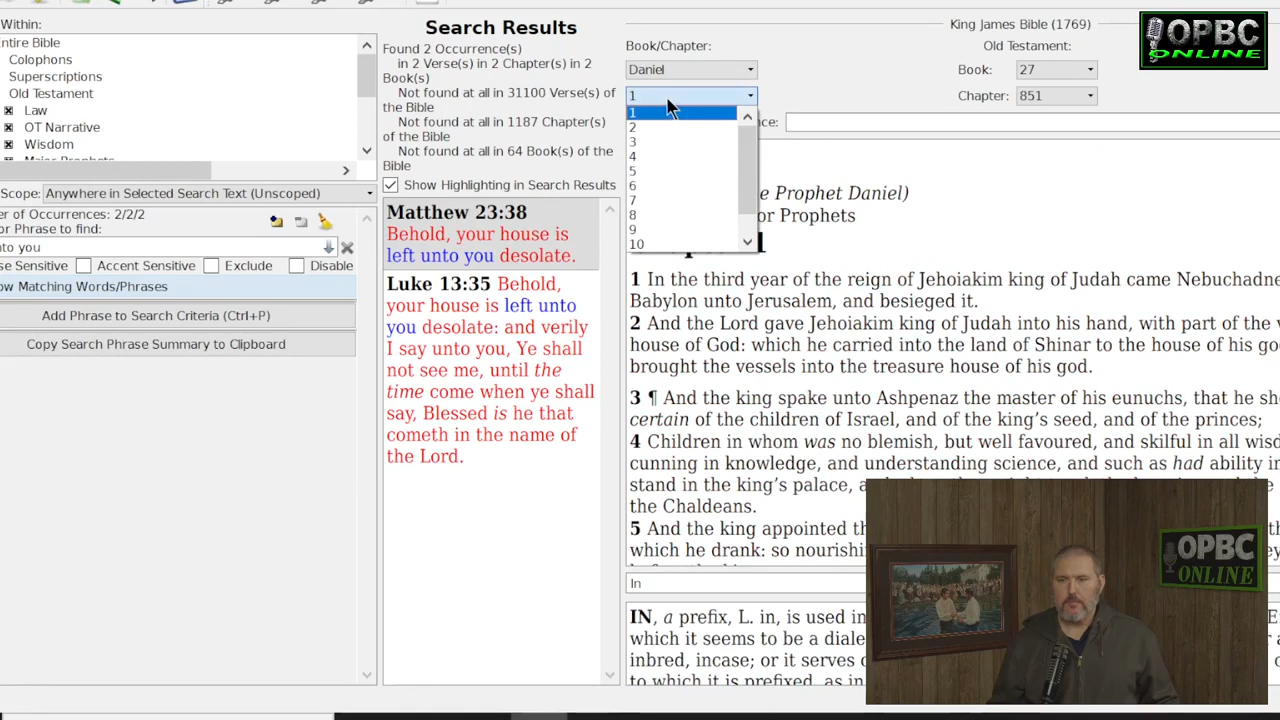 Within:
Entire Bible
Colophons
Superscriptions
Old Testament
Law
OT Narrative
Wisdom
Major Prophets
Scope: Anywhere in Selected Search Text (Unscoped)
er of Occurrences: 2/2/2
or Phrase to find:
nto you
se Sensitive
Accent Sensitive
Exclude
Disable
ow Matching Words/Phrases
Add Phrase to Search Criteria (Ctrl+P)
Copy Search Phrase Summary to Clipboard
Search Results
Found 2 Occurrence(s)
in 2 Verse(s) in 2 Chapter(s) in 2
Book(s)
Not found at all in 31100 Verse(s) of
the Bible
Not found at all in 1187 Chapter(s)
of the Bible
Not found at all in 64 Book(s) of the
Bible
Show Highlighting in Search Results
Matthew 23:38
Behold, your house is
left unto you desolate.
Luke 13:35 Behold,
your house is left unto
you desolate: and verily
I say unto you, Ye shall
not see me, until the
time come when ye shall
say, Blessed is he that
cometh in the name of
the Lord.
King James Bible (1769)
Book/Chapter:
Old Testament:
Daniel
Book: 27
1
Chapter: 851
1
2
3
4
5
6
7
8
9
10
nce:
e Prophet Daniel)
or Prophets
1 In the third year of the reign of Jehoiakim king of Judah came Nebuchadne
Babylon unto Jerusalem, and besieged it.
2 And the Lord gave Jehoiakim king of Judah into his hand, with part of the v
house of God: which he carried into the land of Shinar to the house of his go
brought the vessels into the treasure house of his god.
3 ¶ And the king spake unto Ashpenaz the master of his eunuchs, that he sho
certain of the children of Israel, and of the king's seed, and of the princes;
4 Children in whom was no blemish, but well favoured, and skilful in all wisd
cunning in knowledge, and understanding science, and such as had ability in
stand in the king's palace, a
the Chaldeans.
5 And the king appointed th
which he drank: so nourishi
In
IN, a prefix, L. in, is used in
which it seems to be a diale
inbred, incase; or it serves
to which it is prefixed, as in
OPBC
ONLINE
OPBC
ONLINE